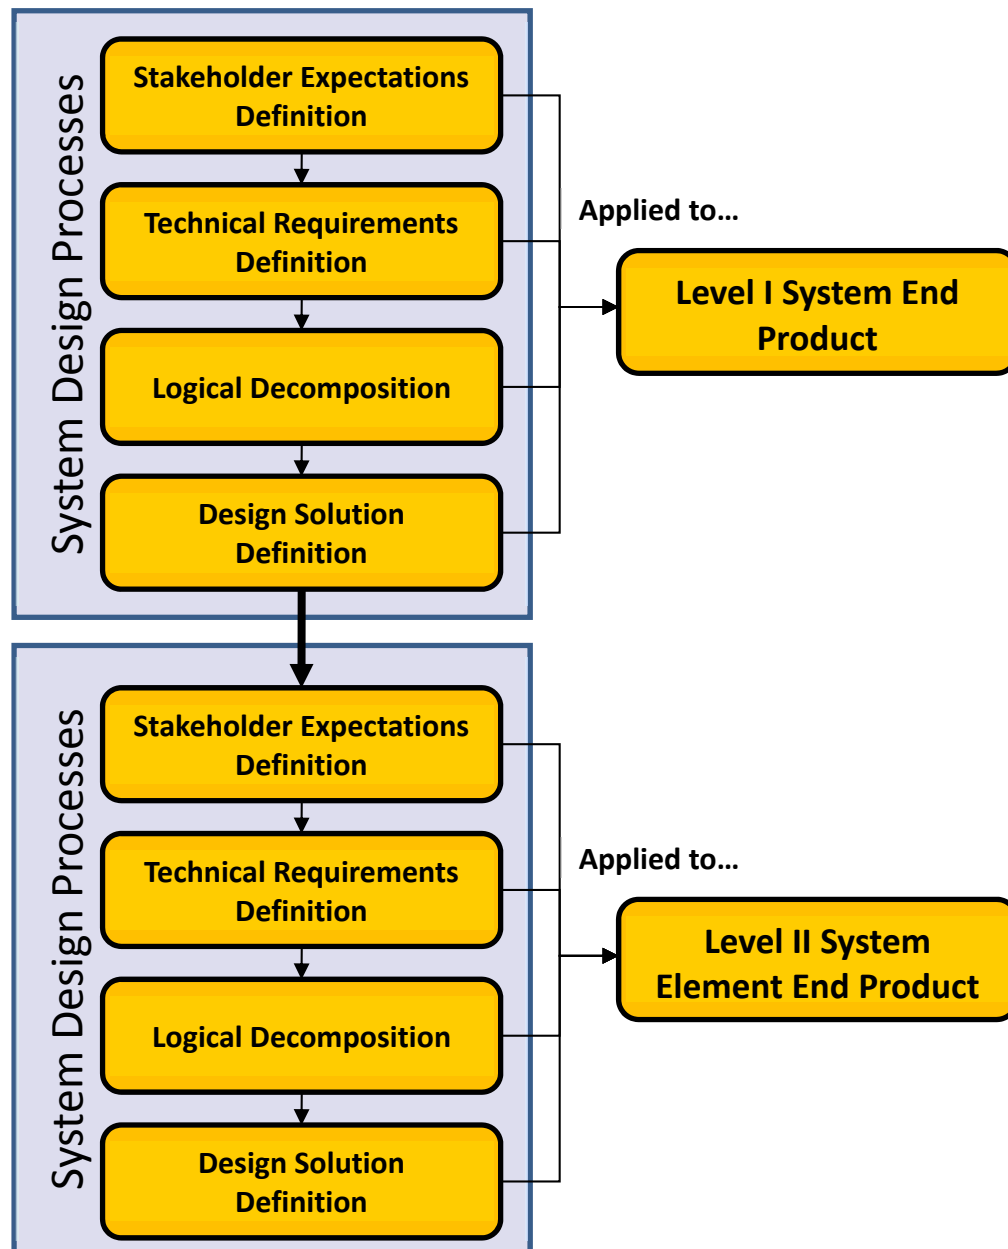 System Design Processes
Stakeholder Expectations
Definition
Technical Requirements
Definition
Logical Decomposition
Design Solution
Definition
Applied to…
Level I System End
Product
System Design Processes
Stakeholder Expectations
Definition
Technical Requirements
Definition
Logical Decomposition
Design Solution
Definition
Applied to…
Level II System
Element End Product